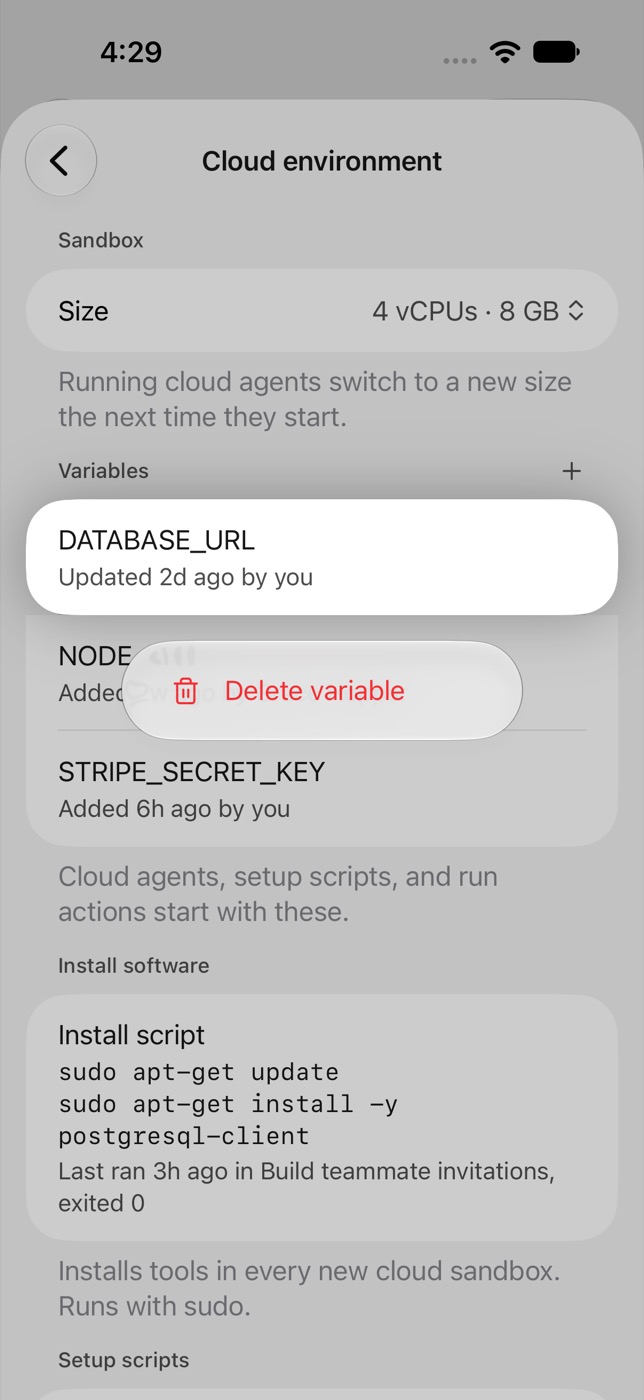 4:29
Cloud environment
Sandbox
Size
4 vCPUs · 8 GB
Running cloud agents switch to a new size
the next time they start.
Variables
DATABASE_URL
Updated 2d ago by you
NODE
Added
Delete variable
STRIPE_SECRET_KEY
Added 6h ago by you
Cloud agents, setup scripts, and run
actions start with these.
Install software
Install script
sudo apt-get update
sudo apt-get install -y
postgresql-client
Last ran 3h ago in Build teammate invitations,
exited 0
Installs tools in every new cloud sandbox.
Runs with sudo.
Setup scripts